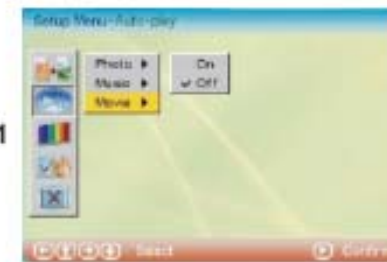 Setup Menu-Auto-play
Photo
On
Music
Off
Movie
Select
Confirm